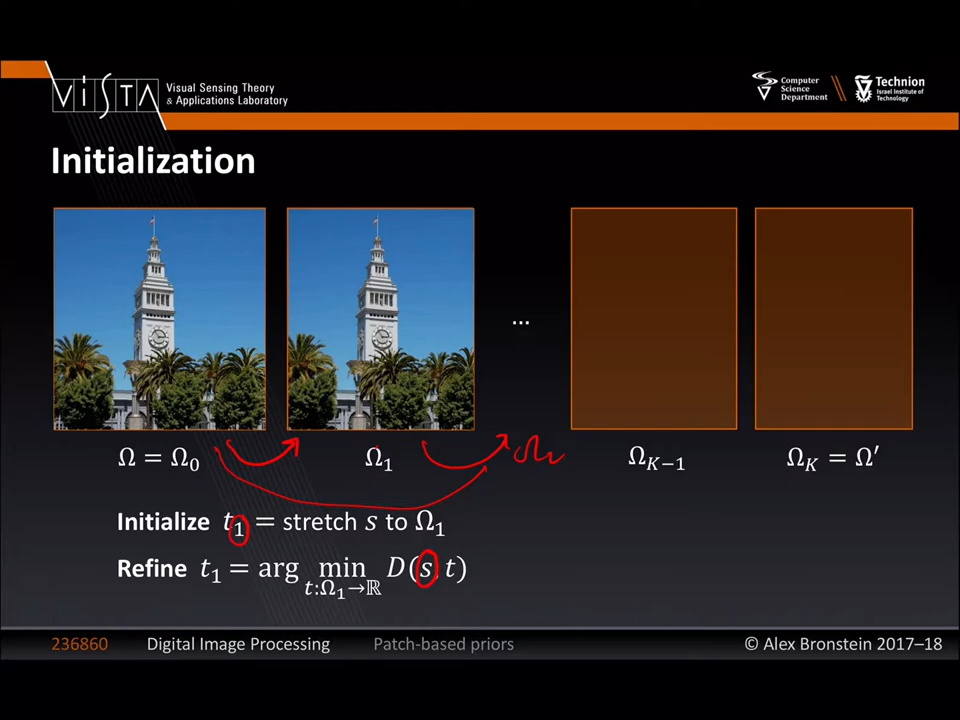 VISTA
Visual Sensing Theory
& Applications Laboratory
Computer
Science
Department
Technion
Israel Institute of
Technology
Initialization
...
Ω = Ω₀
Ω₁
Ω_{K−1}
Ω_K = Ω′
Initialize t₁ = stretch s to Ω₁
Refine t₁ = arg min_{t:Ω₁→ℝ} D(s, t)
236860 Digital Image Processing Patch-based priors © Alex Bronstein 2017–18